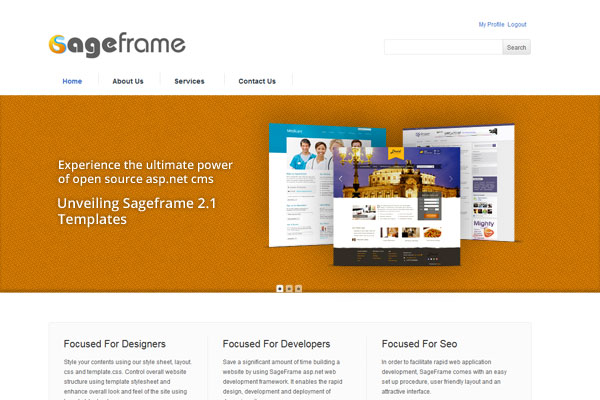 My Profile Logout
Sageframe
Search
Home About Us Services Contact Us
Experience the ultimate power
of open source asp.net cms
Unveiling Sageframe 2.1
Templates
Mighty
Focused For Designers
Style your contents using our style sheet, layout.
css and template.css. Control overall website
structure using template stylesheet and
enhance overall look and feel of the site using
Focused For Developers
Save a significant amount of time building a
website by using SageFrame asp.net web
development framework. It enables the rapid
design, development and deployment of
Focused For Seo
In order to facilitate rapid web application
development, SageFrame comes with an easy
set-up procedure, user friendly layout and an
attractive interface.